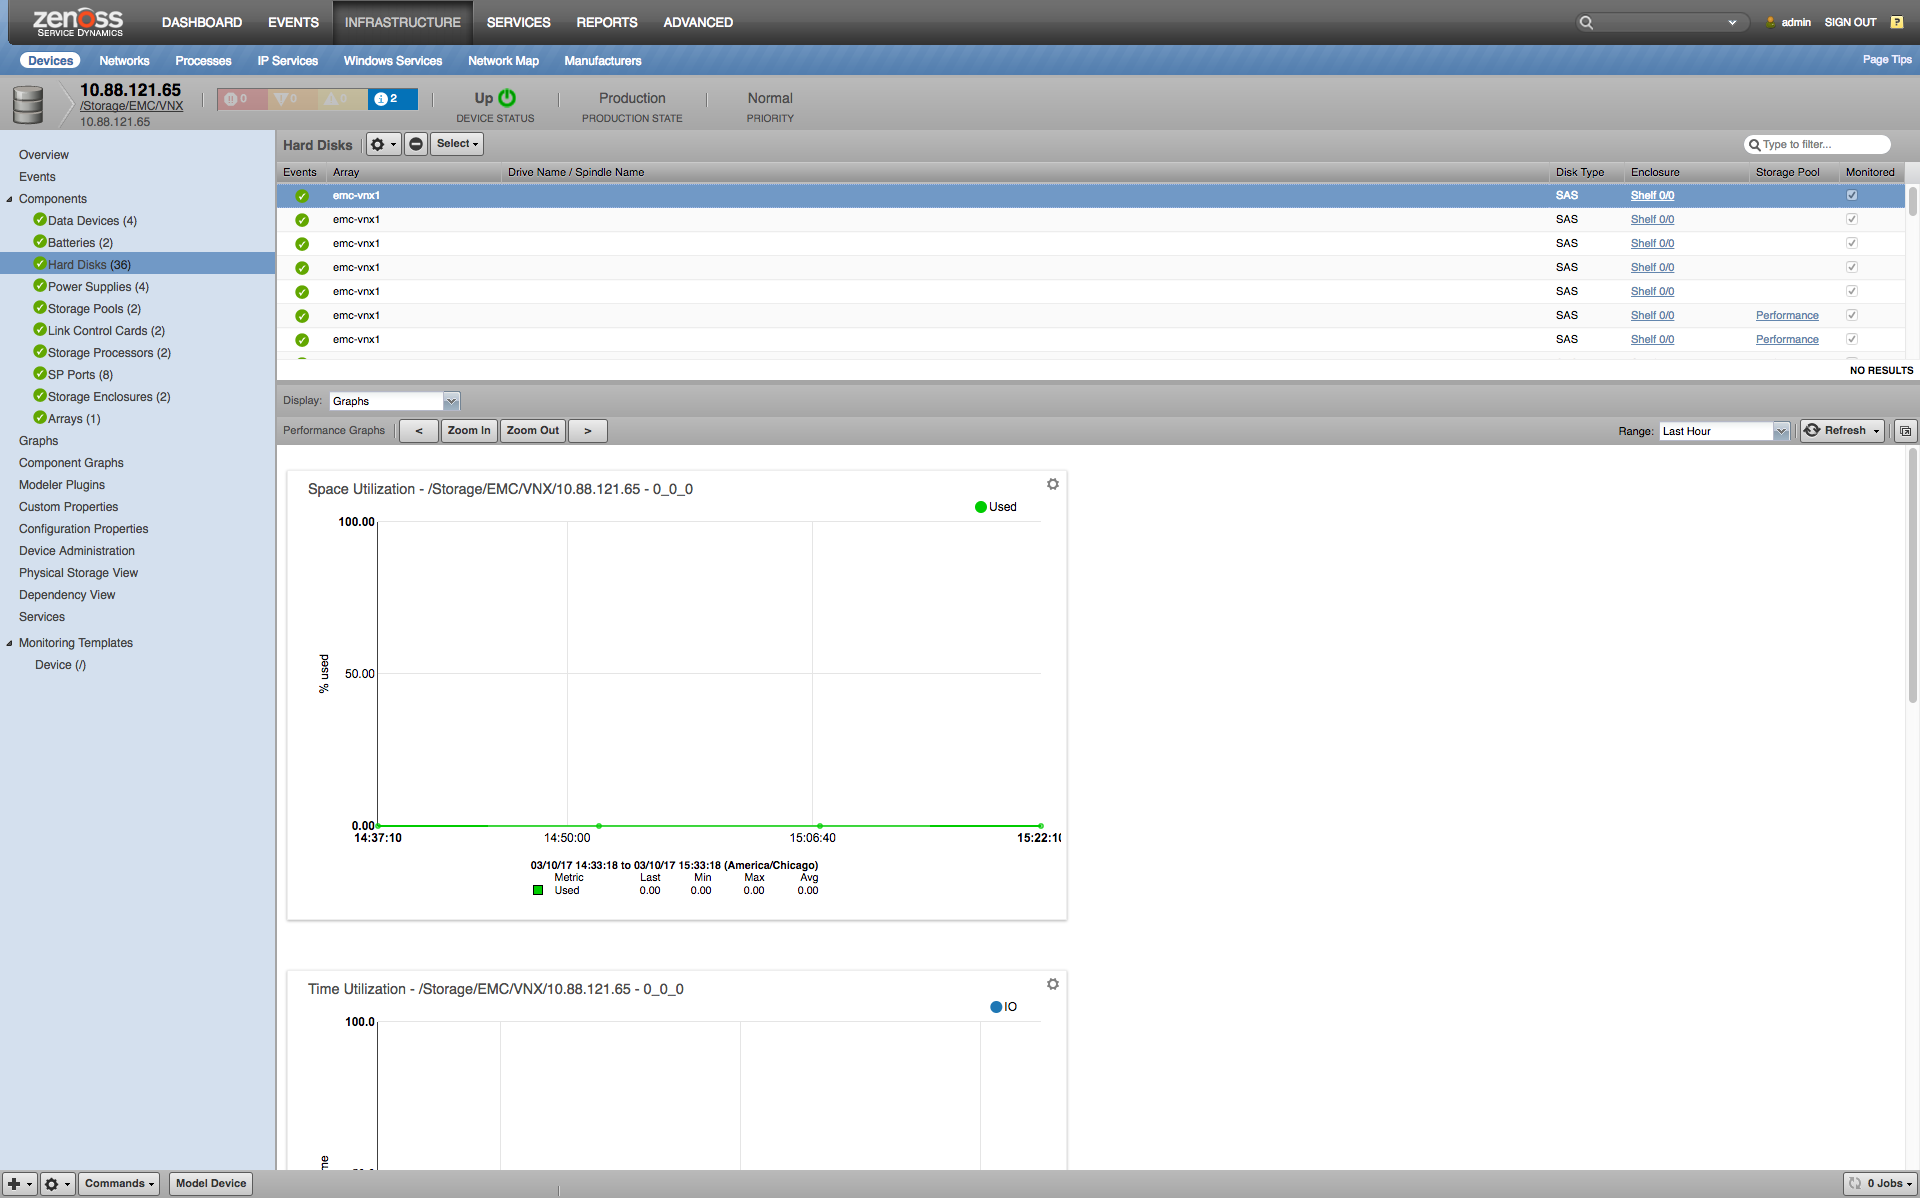 zenoss
SERVICE DYNAMICS
DASHBOARD EVENTS INFRASTRUCTURE SERVICES REPORTS ADVANCED
admin SIGN OUT ?
Devices Networks Processes IP Services Windows Services Network Map Manufacturers
Page Tips
10.88.121.65
/Storage/EMC/VNX
10.88.121.65
0 0 0 2
Up
DEVICE STATUS
Production
PRODUCTION STATE
Normal
PRIORITY
Overview
Events
Components
Data Devices (4)
Batteries (2)
Hard Disks (36)
Power Supplies (4)
Storage Pools (2)
Link Control Cards (2)
Storage Processors (2)
SP Ports (8)
Storage Enclosures (2)
Arrays (1)
Graphs
Component Graphs
Modeler Plugins
Custom Properties
Configuration Properties
Device Administration
Physical Storage View
Dependency View
Services
Monitoring Templates
Device (/)
Hard Disks Select
Type to filter...
Events Array Drive Name / Spindle Name Disk Type Enclosure Storage Pool Monitored
emc-vnx1 SAS Shelf 0/0
emc-vnx1 SAS Shelf 0/0
emc-vnx1 SAS Shelf 0/0
emc-vnx1 SAS Shelf 0/0
emc-vnx1 SAS Shelf 0/0
emc-vnx1 SAS Shelf 0/0 Performance
emc-vnx1 SAS Shelf 0/0 Performance
NO RESULTS
Display: Graphs
Performance Graphs < Zoom In Zoom Out >
Range: Last Hour Refresh
Space Utilization - /Storage/EMC/VNX/10.88.121.65 - 0_0_0
Used
100.00
% used
50.00
0.00
14:37:10 14:50:00 15:06:40 15:22:10
03/10/17 14:33:18 to 03/10/17 15:33:18 (America/Chicago)
Metric Last Min Max Avg
Used 0.00 0.00 0.00 0.00
Time Utilization - /Storage/EMC/VNX/10.88.121.65 - 0_0_0
IO
100.0
Commands Model Device
0 Jobs